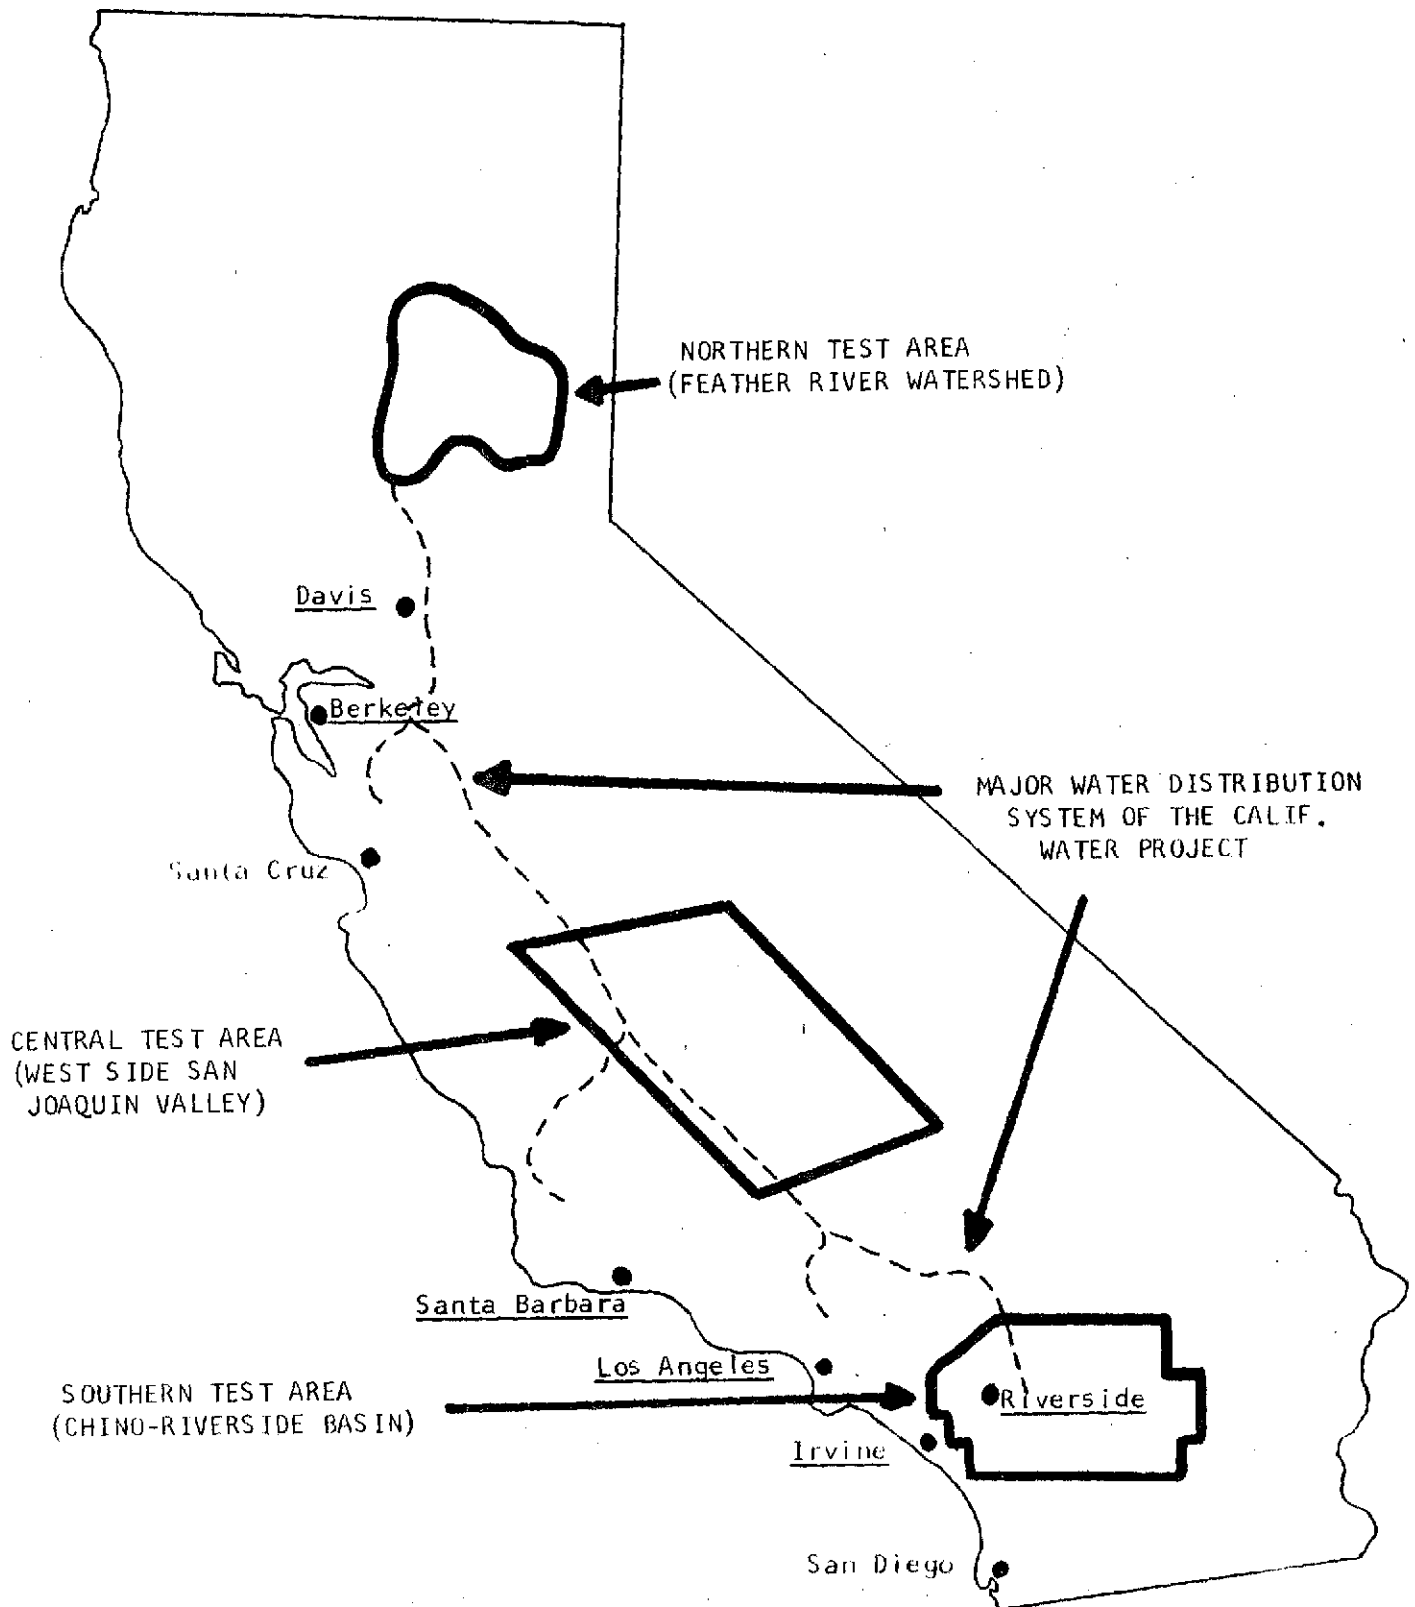 NORTHERN TEST AREA
(FEATHER RIVER WATERSHED)
Davis
Berkeley
MAJOR WATER DISTRIBUTION
SYSTEM OF THE CALIF.
WATER PROJECT
Santa Cruz
CENTRAL TEST AREA
(WEST SIDE SAN
JOAQUIN VALLEY)
Santa Barbara
Los Angeles
SOUTHERN TEST AREA
(CHINO-RIVERSIDE BASIN)
Riverside
Irvine
San Diego